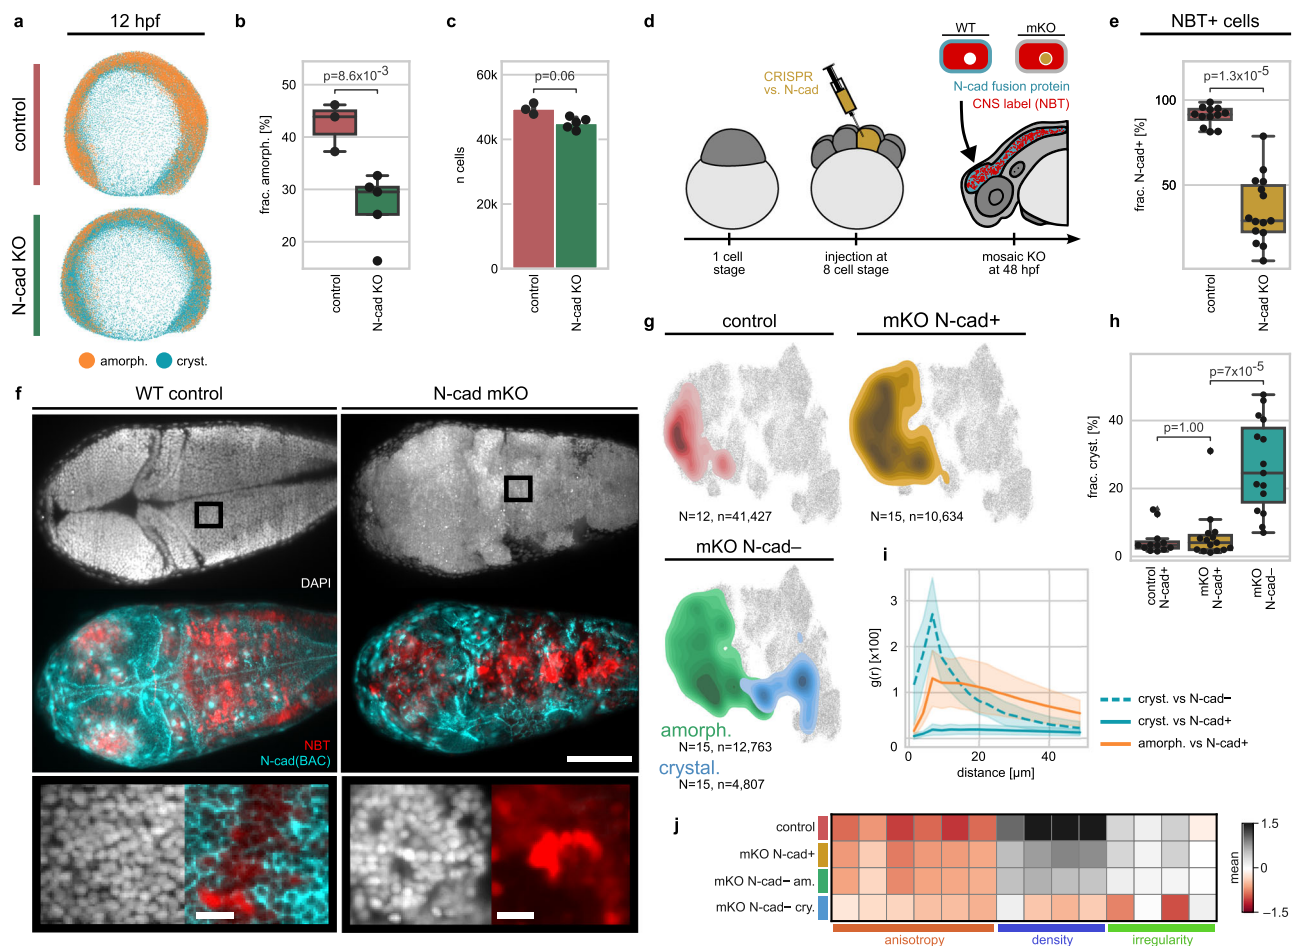 a
12 hpf
control
N-cad KO
amorph.
cryst.
b
p=8.6x10⁻³
frac. amorph. [%]
50
40
30
20
control
N-cad KO
c
p=0.06
n cells
60k
40k
20k
0
control
N-cad KO
d
WT
mKO
CRISPR
vs. N-cad
N-cad fusion protein
CNS label (NBT)
1 cell
stage
injection at
8 cell stage
mosaic KO
at 48 hpf
e
NBT+ cells
p=1.3x10⁻⁵
frac. N-cad+ [%]
100
50
control
N-cad KO
f
WT control
N-cad mKO
DAPI
NBT
N-cad(BAC)
g
control
mKO N-cad+
N=12, n=41,427
N=15, n=10,634
mKO N-cad–
amorph.
N=15, n=12,763
crystal.
N=15, n=4,807
h
p=7x10⁻⁵
p=1.00
frac. cryst. [%]
40
20
0
control
N-cad+
mKO
N-cad+
mKO
N-cad–
i
g(r) [x100]
3
2
1
0
0
20
40
distance [µm]
cryst. vs N-cad–
cryst. vs N-cad+
amorph. vs N-cad+
j
control
mKO N-cad+
mKO N-cad– am.
mKO N-cad– cry.
anisotropy
density
irregularity
1.5
0
−1.5
mean